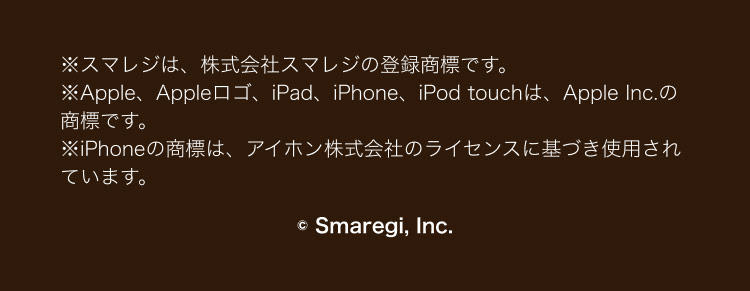 ※スマレジは、株式会社スマレジの登録商標です。
※Apple、Appleロゴ、iPad、iPhone、iPod touchは、Apple Inc.の
商標です。
※iPhoneの商標は、アイホン株式会社のライセンスに基づき使用され
ています。
© Smaregi, Inc.